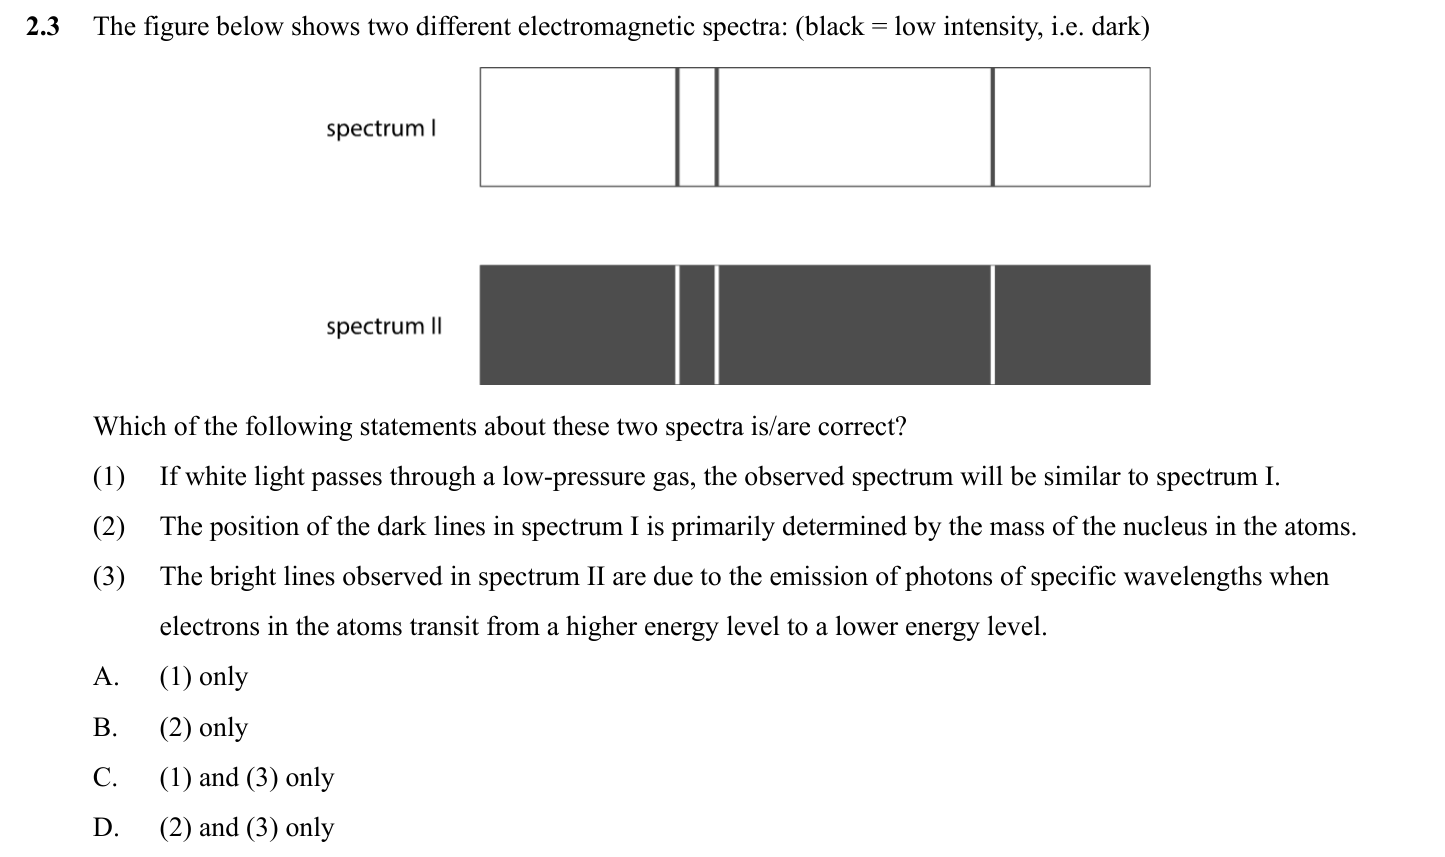 2.3 The figure below shows two different electromagnetic spectra: (black = low intensity, i.e. dark)
spectrum I
spectrum II
Which of the following statements about these two spectra is/are correct?
(1) If white light passes through a low-pressure gas, the observed spectrum will be similar to spectrum I.
(2) The position of the dark lines in spectrum I is primarily determined by the mass of the nucleus in the atoms.
(3) The bright lines observed in spectrum II are due to the emission of photons of specific wavelengths when
electrons in the atoms transit from a higher energy level to a lower energy level.
A. (1) only
B. (2) only
C. (1) and (3) only
D. (2) and (3) only